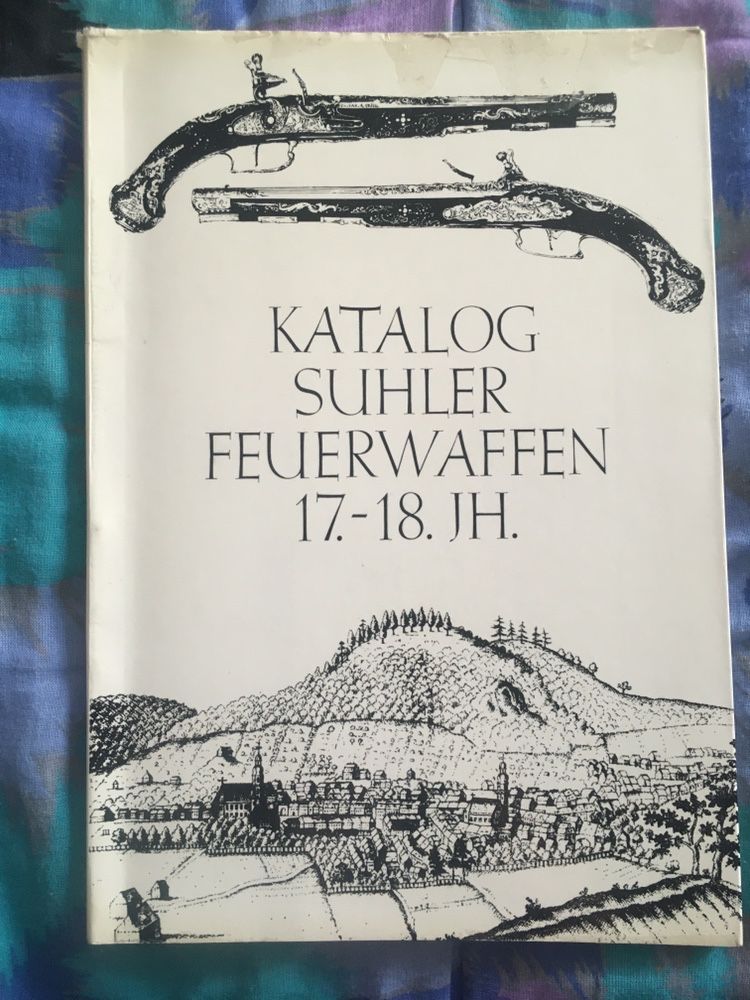 KATALOG
SUHLER
FEUERWAFFEN
17.-18. JH.